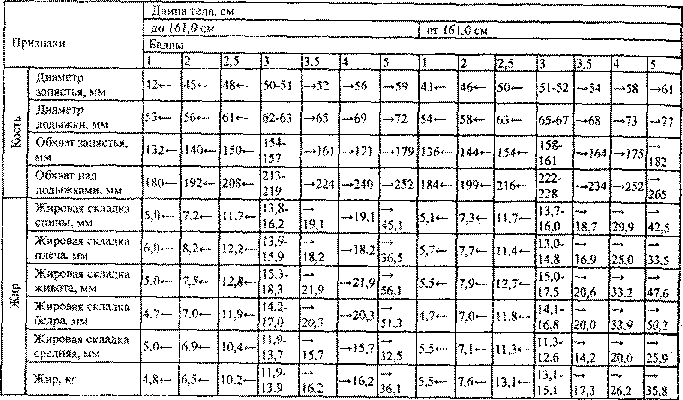 Признаки
Длина тела, см
до 161,0 см от 161,0 см
Баллы
1 2 2,5 3 3,5 4 5 1 2 2,5 3 3,5 4 5
Кость
Диаметр запястья, мм 42← 45← 48← 50-51 →52 →56 →59 43← 46← 50← 51-52 →54 →58 →61
Диаметр лодыжки, мм 53← 56← 61← 62-63 →65 →69 →72 54← 58← 63← 65-67 →68 →73 →77
Обхват запястья, мм 132← 140← 150← 154-157 →161 →171 →179 136← 144← 154← 158-161 →164 →175 →182
Обхват над лодыжками, мм 180← 192← 208← 213-219 →224 →240 →252 184← 199← 216← 222-228 →234 →252 →265
Жир
Жировая складка спины, мм 5,0← 7,2← 11,7← 13,8-16,2 →19,1 →19,1 →45,1 5,1← 7,3← 11,7← 13,7-16,0 →18,7 →29,9 →42,5
Жировая складка плеча, мм 6,0← 8,2← 12,2← 13,9-15,9 →18,2 →18,2 →36,5 5,7← 7,7← 11,4← 13,0-14,8 →16,9 →25,0 →33,5
Жировая складка живота, мм 5,0← 7,5← 12,8← 15,3-18,3 →21,9 →21,9 →56,1 5,5← 7,9← 12,7← 15,0-17,5 →20,6 →33,2 →47,6
Жировая складка бедра, мм 4,7← 7,0← 11,9← 14,2-17,0 →20,3 →20,3 →51,3 4,7← 7,0← 11,8← 14,1-16,8 →20,0 →33,9 →50,2
Жировая складка средняя, мм 5,0← 6,9← 10,4← 11,9-13,7 →15,7 →15,7 →32,5 5,5← 7,1← 11,3← 11,3-12,6 →14,2 →20,0 →25,9
Жир, кг 4,8← 6,5← 10,2← 11,9-13,9 →16,2 →16,2 →36,1 5,5← 7,6← 13,1← 13,1-15,1 →17,3 →26,2 →35,8